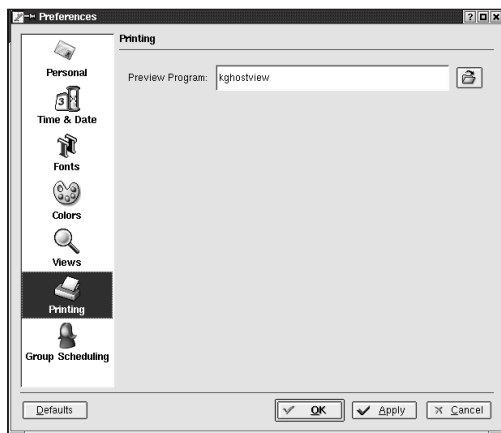 Preferences
Personal
Time & Date
Fonts
Colors
Views
Printing
Group Scheduling
Printing
Preview Program: kghostview
Defaults
OK
Apply
Cancel